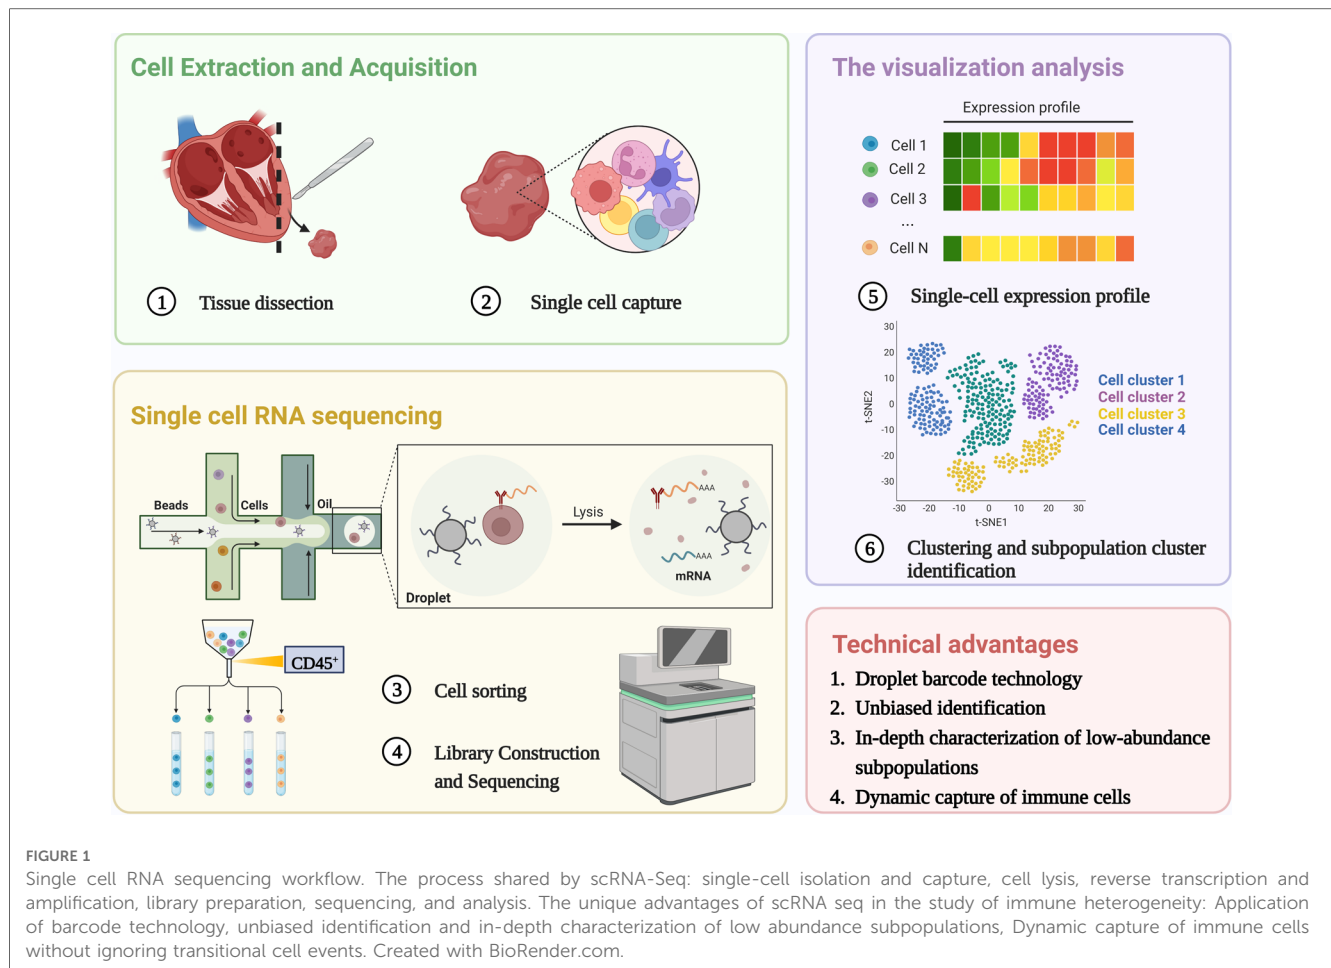 Cell Extraction and Acquisition
1 Tissue dissection
2 Single cell capture
Single cell RNA sequencing
Beads
Cells
Oil
Droplet
Lysis
AAA
AAA
mRNA
CD45+
3 Cell sorting
4 Library Construction
and Sequencing
The visualization analysis
Expression profile
Cell 1
Cell 2
Cell 3
...
Cell N
5 Single-cell expression profile
30
20
10
0
-10
-20
-30
t-SNE2
-30 -20 -10 0 10 20 30
t-SNE1
Cell cluster 1
Cell cluster 2
Cell cluster 3
Cell cluster 4
6 Clustering and subpopulation cluster
identification
Technical advantages
1. Droplet barcode technology
2. Unbiased identification
3. In-depth characterization of low-abundance
subpopulations
4. Dynamic capture of immune cells
FIGURE 1
Single cell RNA sequencing workflow. The process shared by scRNA-Seq: single-cell isolation and capture, cell lysis, reverse transcription and
amplification, library preparation, sequencing, and analysis. The unique advantages of scRNA seq in the study of immune heterogeneity: Application
of barcode technology, unbiased identification and in-depth characterization of low abundance subpopulations, Dynamic capture of immune cells
without ignoring transitional cell events. Created with BioRender.com.